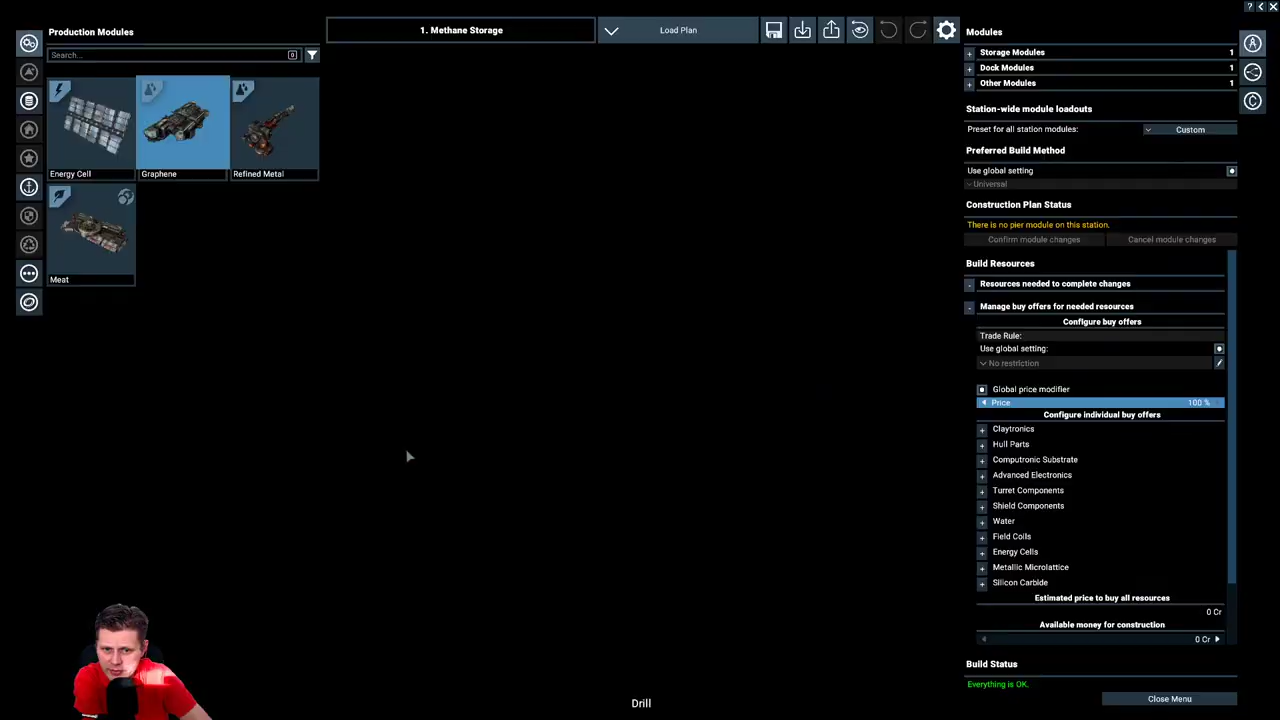 Production Modules
Search...
0
Energy Cell
Graphene
Refined Metal
Meat
1. Methane Storage
Load Plan
?
Modules
+ Storage Modules 1
+ Dock Modules 1
+ Other Modules 1
Station-wide module loadouts
Preset for all station modules:
Custom
Preferred Build Method
Use global setting
Universal
Construction Plan Status
There is no pier module on this station.
Confirm module changes
Cancel module changes
Build Resources
- Resources needed to complete changes
- Manage buy offers for needed resources
Configure buy offers
Trade Rule:
Use global setting:
No restriction
Global price modifier
Price 100 %
Configure individual buy offers
+ Claytronics
+ Hull Parts
+ Computronic Substrate
+ Advanced Electronics
+ Turret Components
+ Shield Components
+ Water
+ Field Coils
+ Energy Cells
+ Metallic Microlattice
+ Silicon Carbide
Estimated price to buy all resources
0 Cr
Available money for construction
0 Cr
Build Status
Everything is OK.
Close Menu
Drill